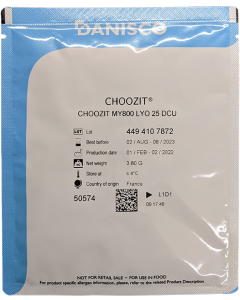 DANISCO
CHOOZIT®
CHOOZIT MY800 LYO 25 DCU
LOT Lot 449 410 7872
Best before 02 / AUG - 08 / 2023
Production date 01 / FEB - 02 / 2022
Net weight 3.80 G
Store at ≤ 4°C
Country of origin France
50574
L1D1
09:17:46
NOT FOR RETAIL SALE - FOR USE IN FOOD
For product specific allergen information, please, refer to the related Product Description